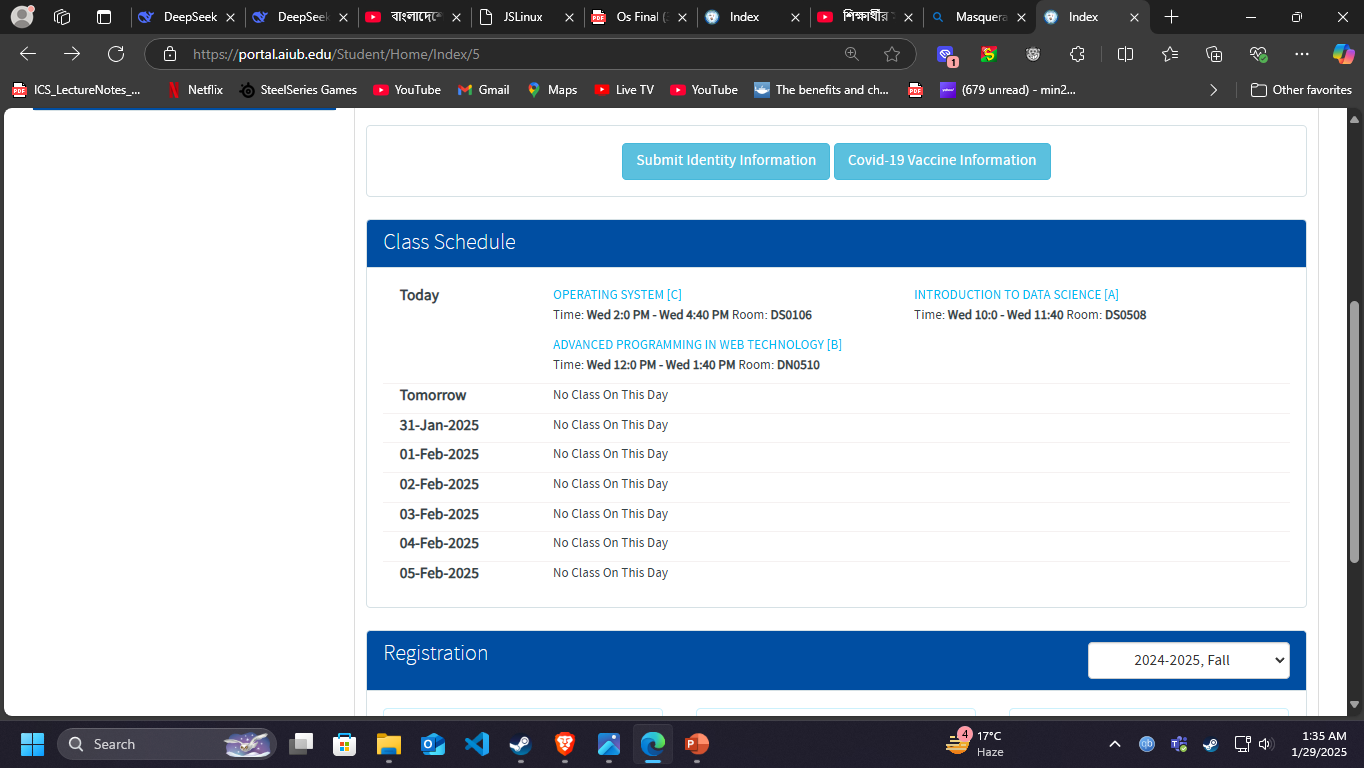 DeepSeek
DeepSeek
বাংলাদেশে
JSLinux
Os Final (
Index
শিক্ষার্থীর
Masquera
Index
https://portal.aiub.edu/Student/Home/Index/5
1
ICS_LectureNotes_...
Netflix
SteelSeries Games
YouTube
Gmail
Maps
Live TV
YouTube
The benefits and ch...
(679 unread) - min2...
Other favorites
Submit Identity Information
Covid-19 Vaccine Information
Class Schedule
Today
OPERATING SYSTEM [C]
Time: Wed 2:0 PM - Wed 4:40 PM Room: DS0106
INTRODUCTION TO DATA SCIENCE [A]
Time: Wed 10:0 - Wed 11:40 Room: DS0508
ADVANCED PROGRAMMING IN WEB TECHNOLOGY [B]
Time: Wed 12:0 PM - Wed 1:40 PM Room: DN0510
Tomorrow No Class On This Day
31-Jan-2025 No Class On This Day
01-Feb-2025 No Class On This Day
02-Feb-2025 No Class On This Day
03-Feb-2025 No Class On This Day
04-Feb-2025 No Class On This Day
05-Feb-2025 No Class On This Day
Registration
2024-2025, Fall
Search
4
17°C
Haze
1:35 AM
1/29/2025